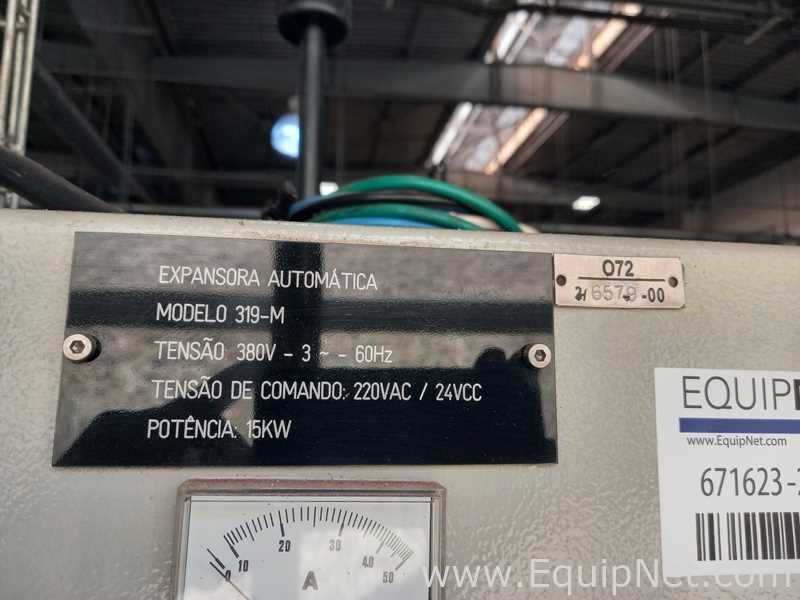 EXPANSORA AUTOMÁTICA
MODELO 319-M
TENSÃO 380V - 3 ~ - 60Hz
TENSÃO DE COMANDO: 220VAC / 24VCC
POTÊNCIA: 15KW
072
-00
EQUIP
www.EquipNet.com
671623-
0 10 20 30 40 50
A
www.EquipNet.com